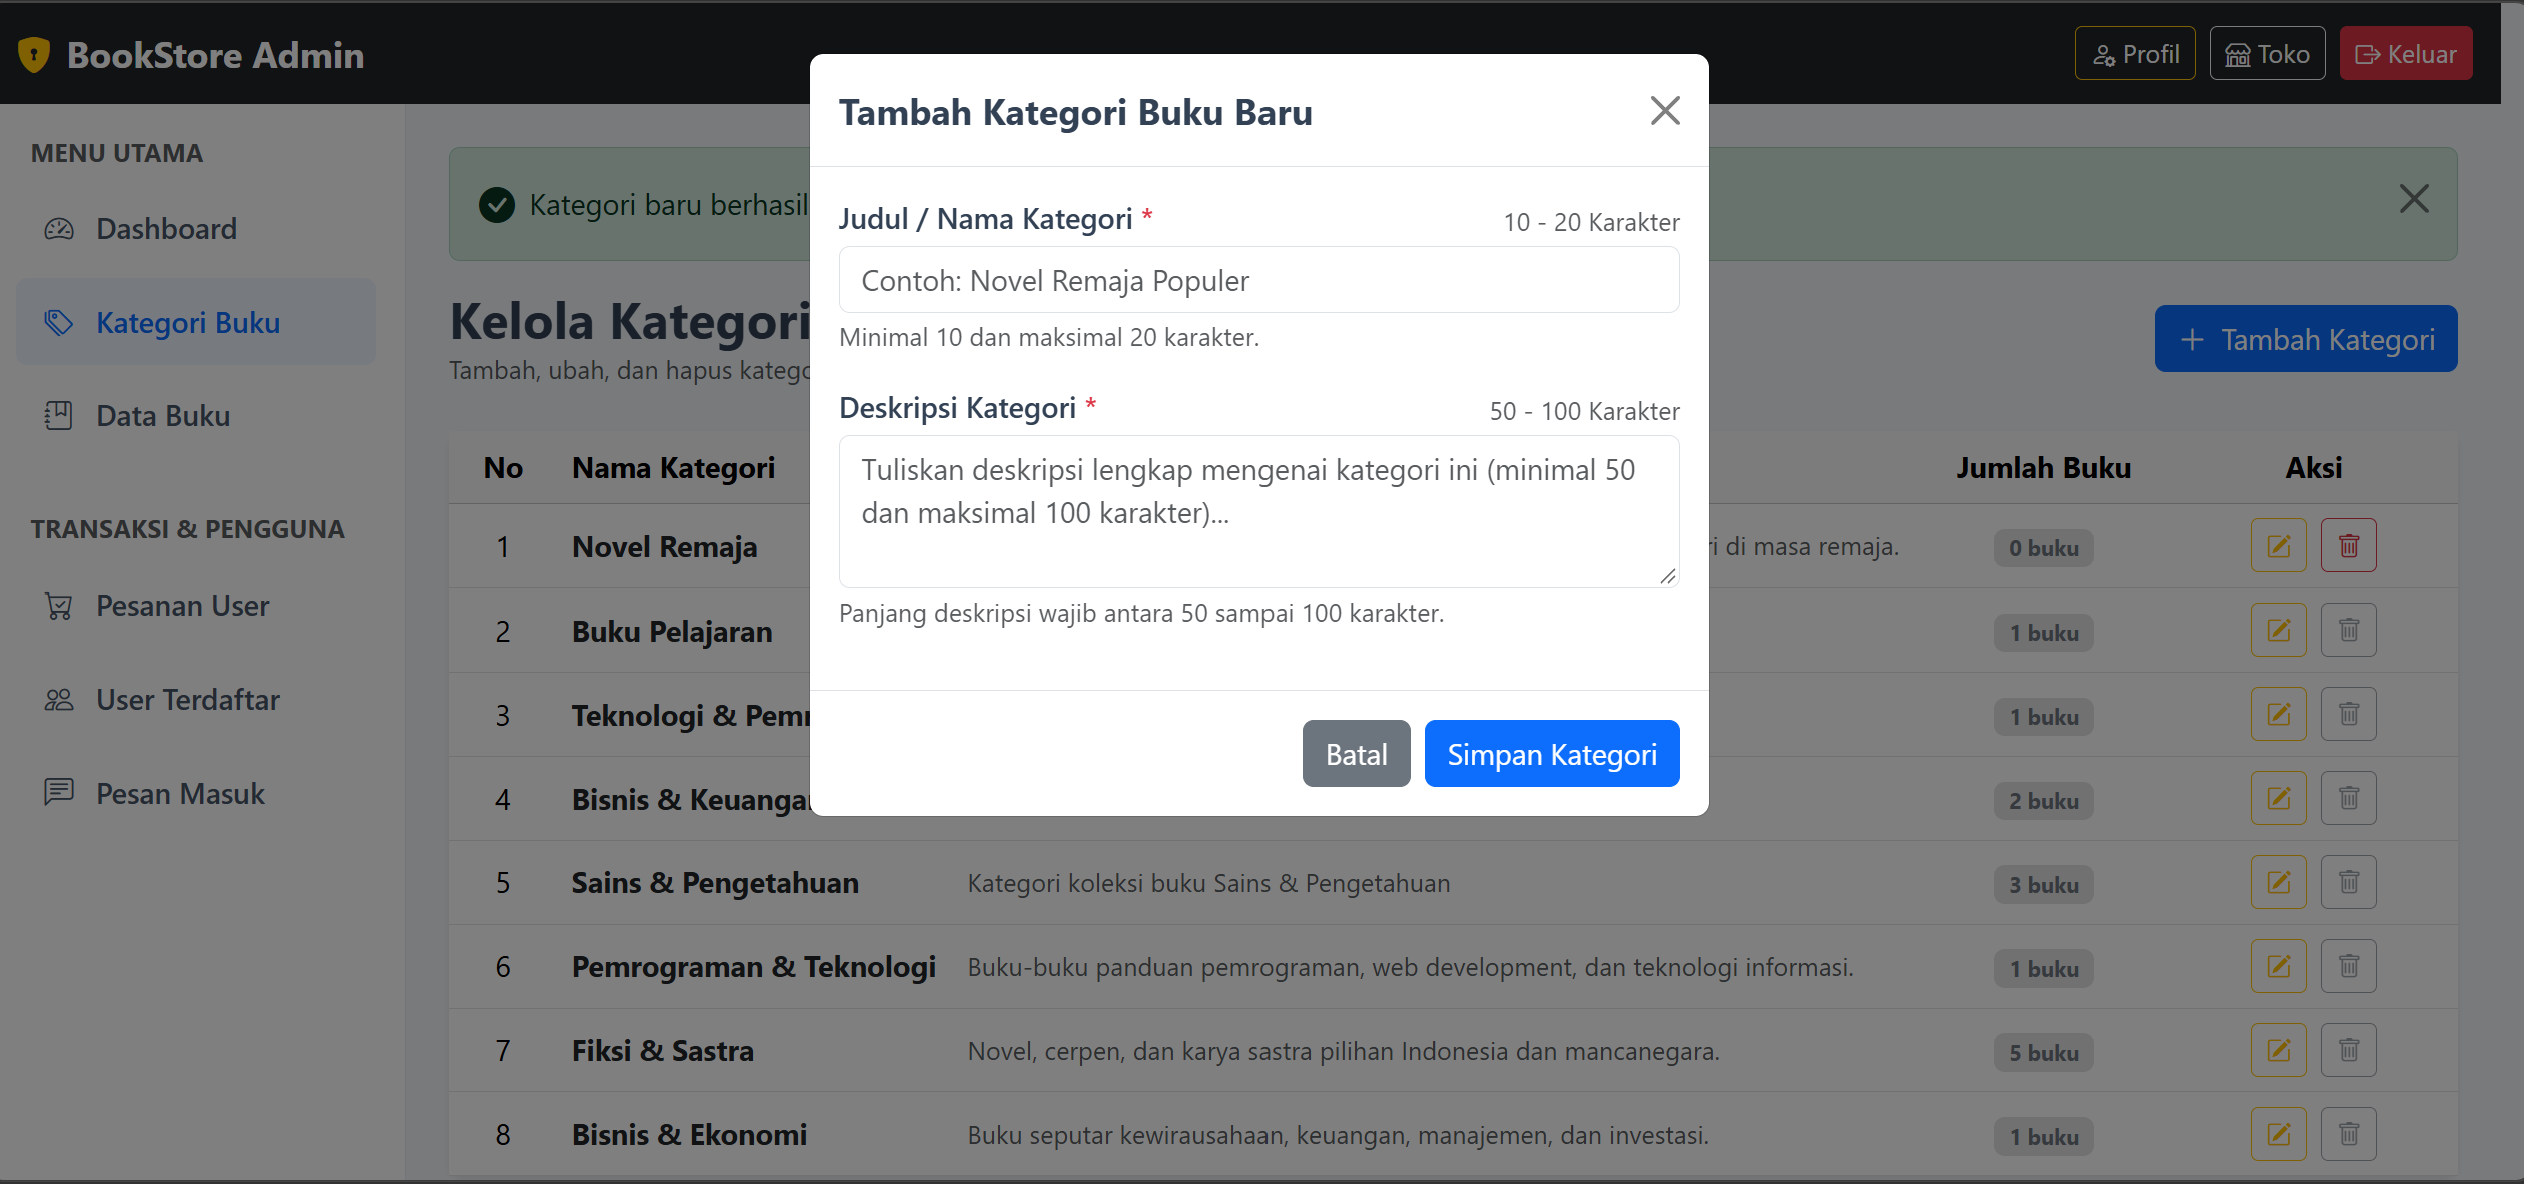 BookStore Admin
Profil
Toko
Keluar
MENU UTAMA
Dashboard
Kategori Buku
Data Buku
TRANSAKSI & PENGGUNA
Pesanan User
User Terdaftar
Pesan Masuk
Kategori baru berhasil
Kelola Kategori
Tambah, ubah, dan hapus
Tambah Kategori
Tambah Kategori Buku Baru
Judul / Nama Kategori *
10 - 20 Karakter
Contoh: Novel Remaja Populer
Minimal 10 dan maksimal 20 karakter.
Deskripsi Kategori *
50 - 100 Karakter
Tuliskan deskripsi lengkap mengenai kategori ini (minimal 50
dan maksimal 100 karakter)...
Panjang deskripsi wajib antara 50 sampai 100 karakter.
Batal
Simpan Kategori
No Nama Kategori Jumlah Buku Aksi
1 Novel Remaja di masa remaja. 0 buku
2 Buku Pelajaran 1 buku
3 Teknologi & 1 buku
4 Bisnis & 2 buku
5 Sains & Pengetahuan Kategori koleksi buku Sains & Pengetahuan 3 buku
6 Pemrograman & Teknologi Buku-buku panduan pemrograman, web development, dan teknologi informasi. 1 buku
7 Fiksi & Sastra Novel, cerpen, dan karya sastra pilihan Indonesia dan mancanegara. 5 buku
8 Bisnis & Ekonomi Buku seputar kewirausahaan, keuangan, manajemen, dan investasi. 1 buku